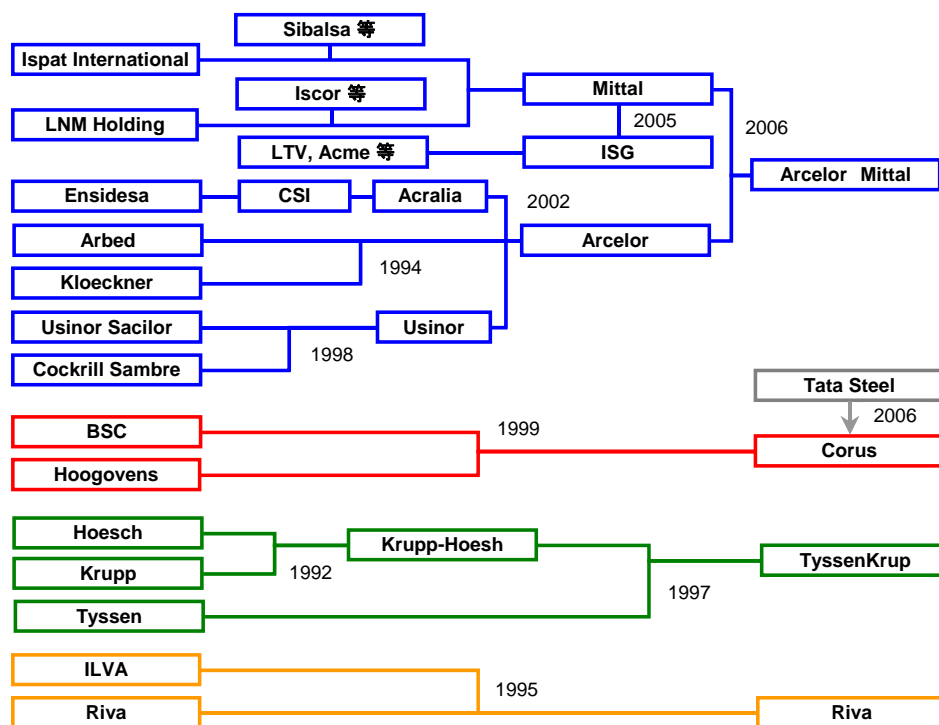 Sibalsa 等
Ispat International
Iscor 等
Mittal
LNM Holding
2005
2006
LTV, Acme 等
ISG
Arcelor Mittal
Ensidesa
CSI
Acralia
2002
Arbed
Arcelor
1994
Kloeckner
Usinor Sacilor
Usinor
1998
Cockrill Sambre
Tata Steel
2006
BSC
1999
Corus
Hoogovens
Hoesch
Krupp-Hoesh
TyssenKrup
1992
Krupp
1997
Tyssen
ILVA
1995
Riva
Riva